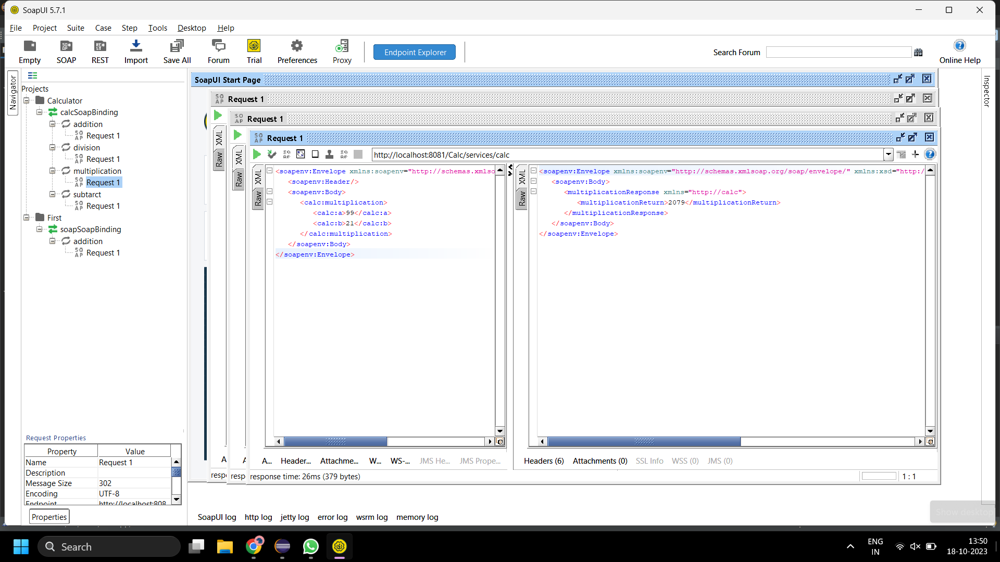 SoapUI 5.7.1
File Project Suite Case Step Tools Desktop Help
Empty SOAP REST Import Save All Forum Trial Preferences Proxy Endpoint Explorer Search Forum Online Help
Navigator
Projects
Calculator
calcSoapBinding
addition
Request 1
division
Request 1
multiplication
Request 1
subtarct
Request 1
First
soapSoapBinding
addition
Request 1
Request Properties
Property Value
Name Request 1
Description
Message Size 302
Encoding UTF-8
Endpoint http://localhost:808
Properties
SoapUI Start Page
Request 1
Request 1
Request 1
XML
Raw
XML
Raw
http://localhost:8081/Calc/services/calc
XML
Raw
<soapenv:Envelope xmlns:soapenv="http://schemas.xmlso
<soapenv:Header/>
<soapenv:Body>
<calc:multiplication>
<calc:a>99</calc:a>
<calc:b>21</calc:b>
</calc:multiplication>
</soapenv:Body>
</soapenv:Envelope>
XML
Raw
<soapenv:Envelope xmlns:soapenv="http://schemas.xmlsoap.org/soap/envelope/" xmlns:xsd="http:/
<soapenv:Body>
<multiplicationResponse xmlns="http://calc">
<multiplicationReturn>2079</multiplicationReturn>
</multiplicationResponse>
</soapenv:Body>
</soapenv:Envelope>
A... Header... Attachme... W... WS-... JMS He... JMS Prope...
Headers (6) Attachments (0) SSL Info WSS (0) JMS (0)
respo resp response time: 26ms (379 bytes) 1 : 1
SoapUI log http log jetty log error log wsrm log memory log
Inspector
Show desktop
Search
ENG
IN
13:50
18-10-2023